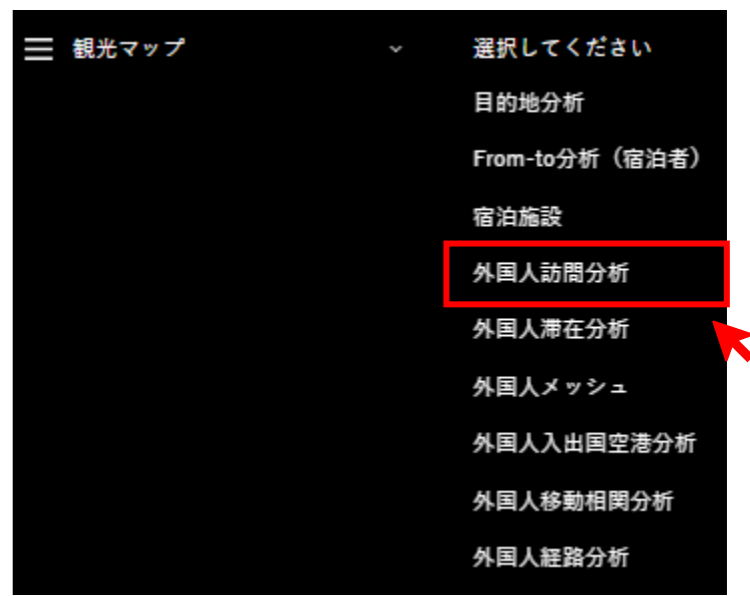 観光マップ
選択してください
目的地分析
From-to分析（宿泊者）
宿泊施設
外国人訪問分析
外国人滞在分析
外国人メッシュ
外国人入出国空港分析
外国人移動相関分析
外国人経路分析